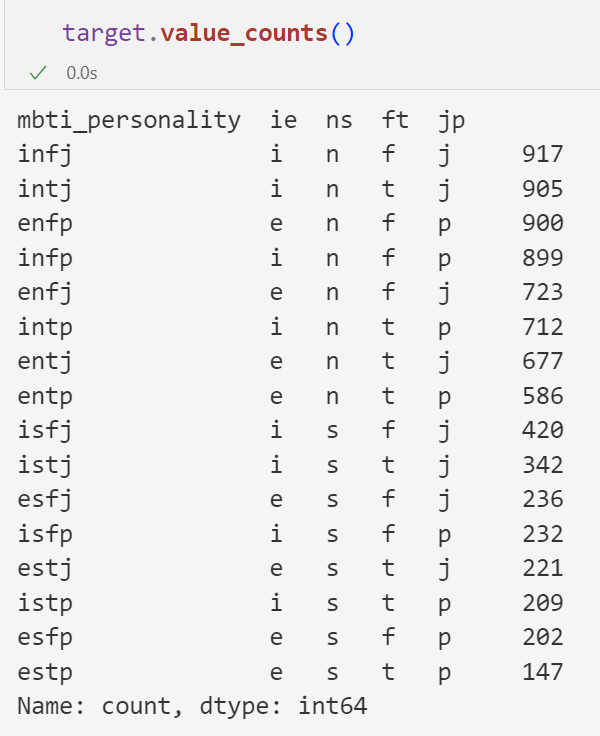 target.value_counts()
0.0s
mbti_personality ie ns ft jp
infj i n f j 917
intj i n t j 905
enfp e n f p 900
infp i n f p 899
enfj e n f j 723
intp i n t p 712
entj e n t j 677
entp e n t p 586
isfj i s f j 420
istj i s t j 342
esfj e s f j 236
isfp i s f p 232
estj e s t j 221
istp i s t p 209
esfp e s f p 202
estp e s t p 147
Name: count, dtype: int64